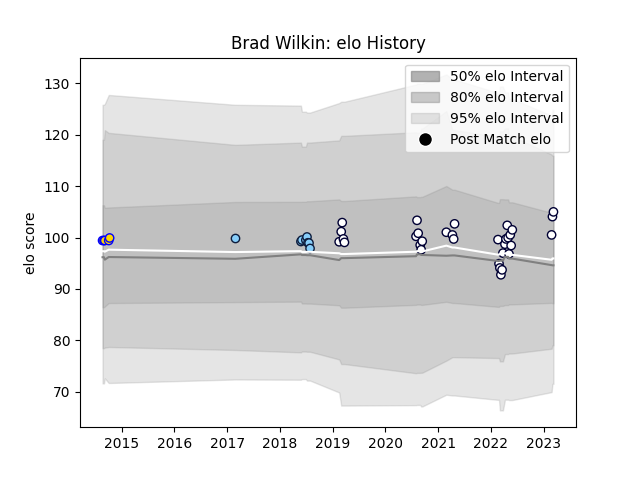 Brad Wilkin: elo History
50% elo Interval
80% elo Interval
95% elo Interval
Post Match elo
elo score
130
120
110
100
90
80
70
2015 2016 2017 2018 2019 2020 2021 2022 2023